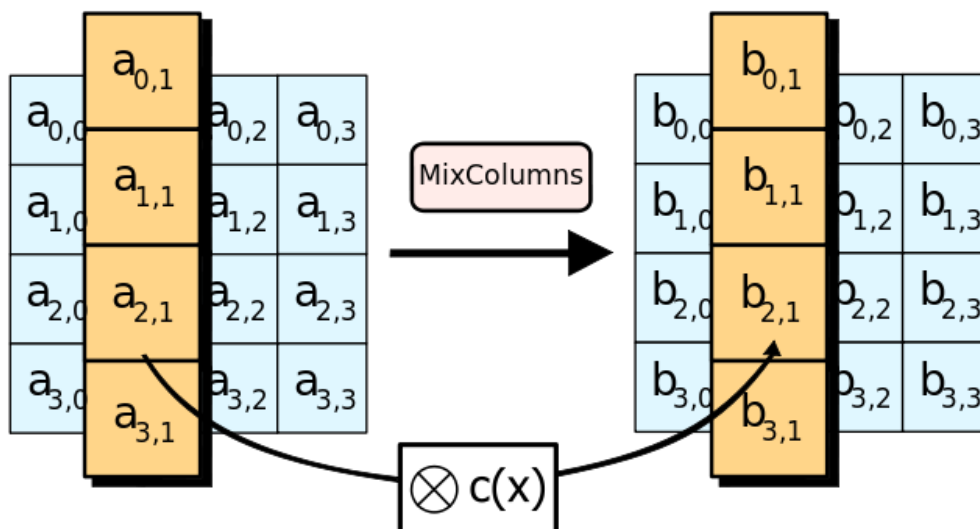 a0,1 b0,1
a0,0 a0,2 a0,3 b0,0 b0,2 b0,3
MixColumns
a1,1 b1,1
a1,0 a1,2 a1,3 b1,0 b1,2 b1,3
a2,1 b2,1
a2,0 a2,2 a2,3 b2,0 b2,2 b2,3
a3,0 a3,2 a3,3 b3,0 b3,2 b3,3
a3,1 b3,1
⊗ c(x)